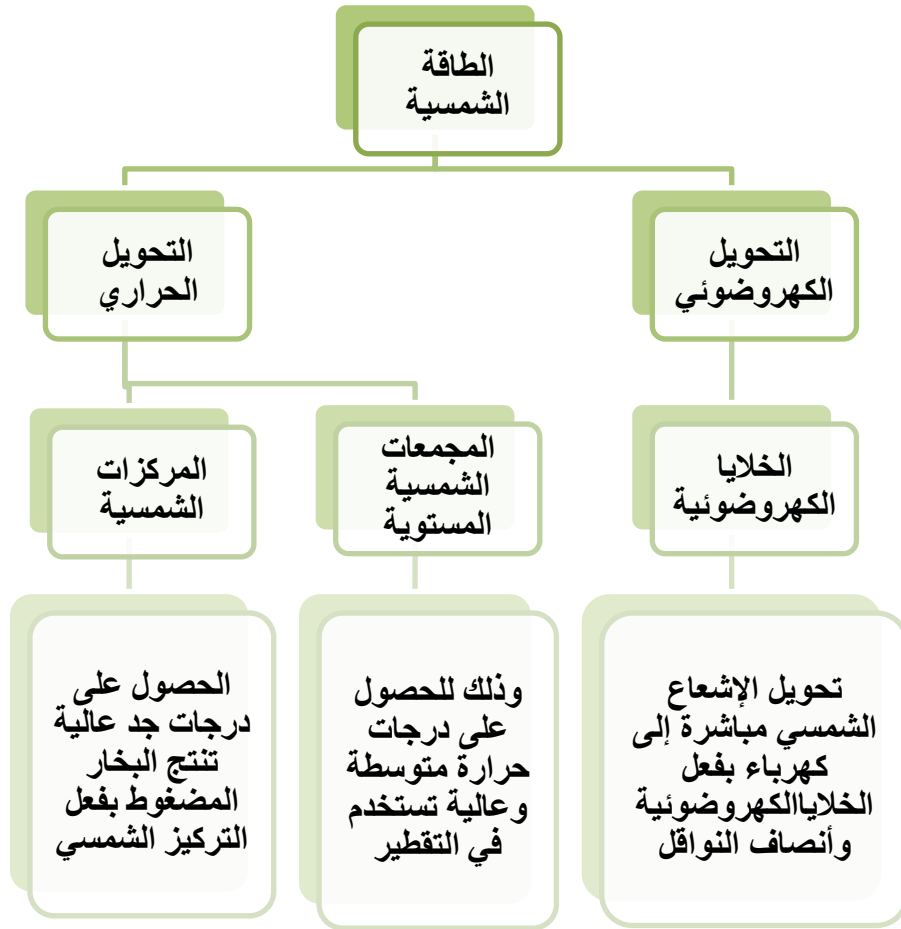 الطاقة
الشمسية
التحويل
الكهروضوئي
التحويل
الحراري
الخلايا
الكهروضوئية
المجمعات
الشمسية
المستوية
المركزات
الشمسية
تحويل الإشعاع
الشمسي مباشرة إلى
كهرباء بفعل
الخلاياالكهروضوئية
وأنصاف النواقل
وذلك للحصول
على درجات
حرارة متوسطة
وعالية تستخدم
في التقطير
الحصول على
درجات جد عالية
تنتج البخار
المضغوط بفعل
التركيز الشمسي